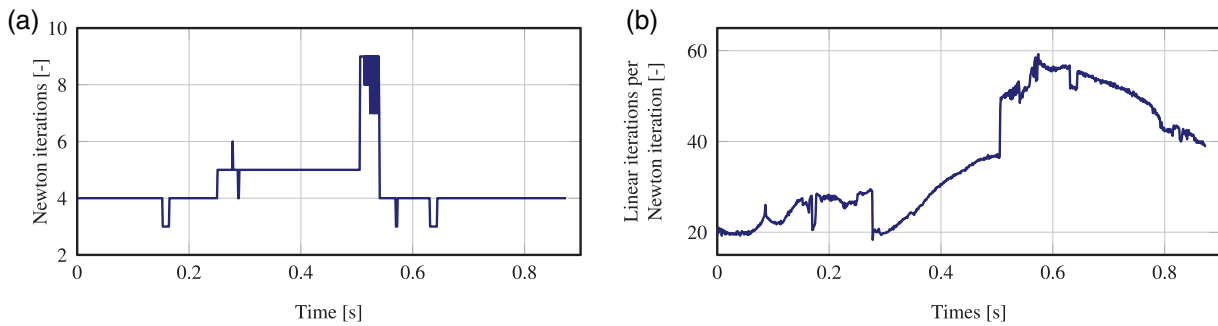 (a)
Newton iterations [-]
10
8
6
4
2
0
0.2
0.4
0.6
0.8
Time [s]
(b)
Linear iterations per
Newton iteration [-]
60
40
20
0
0.2
0.4
0.6
0.8
Times [s]